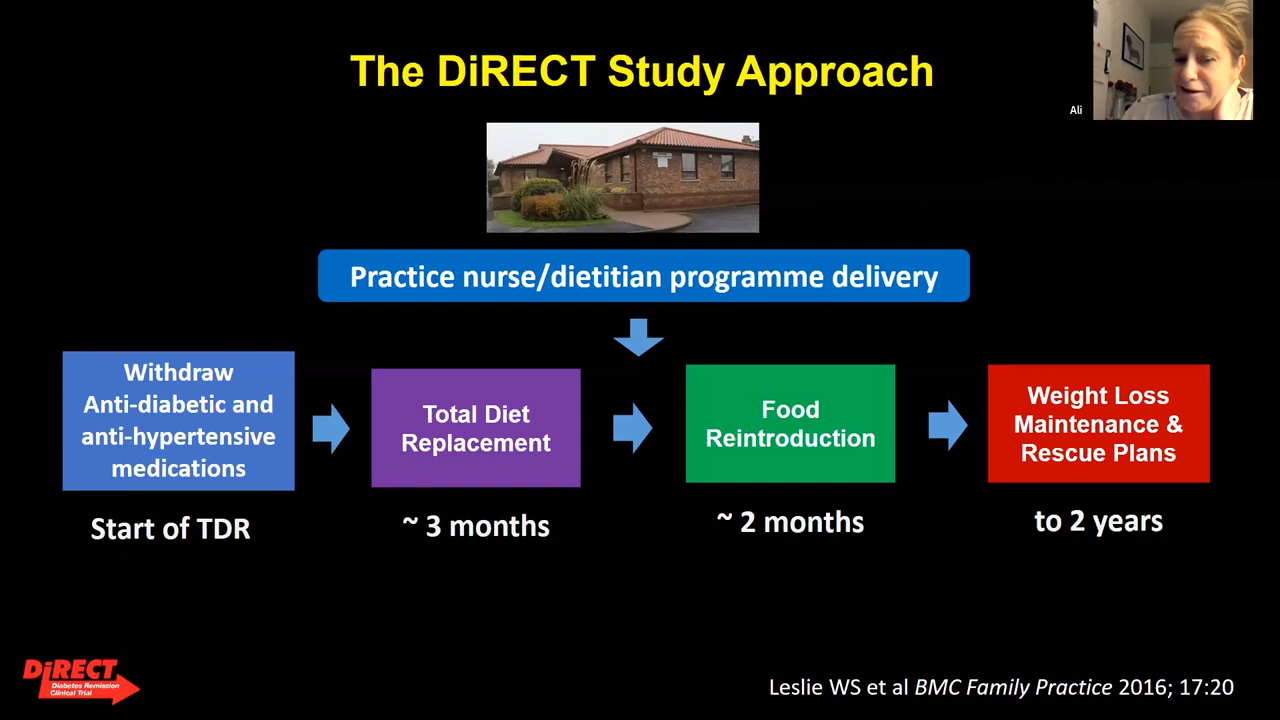 The DiRECT Study Approach
Ali
Practice nurse/dietitian programme delivery
Withdraw
Anti-diabetic and
anti-hypertensive
medications
Start of TDR
Total Diet
Replacement
~ 3 months
Food
Reintroduction
~ 2 months
Weight Loss
Maintenance &
Rescue Plans
to 2 years
DiRECT
Diabetes Remission
Clinical Trial
Leslie WS et al BMC Family Practice 2016; 17:20